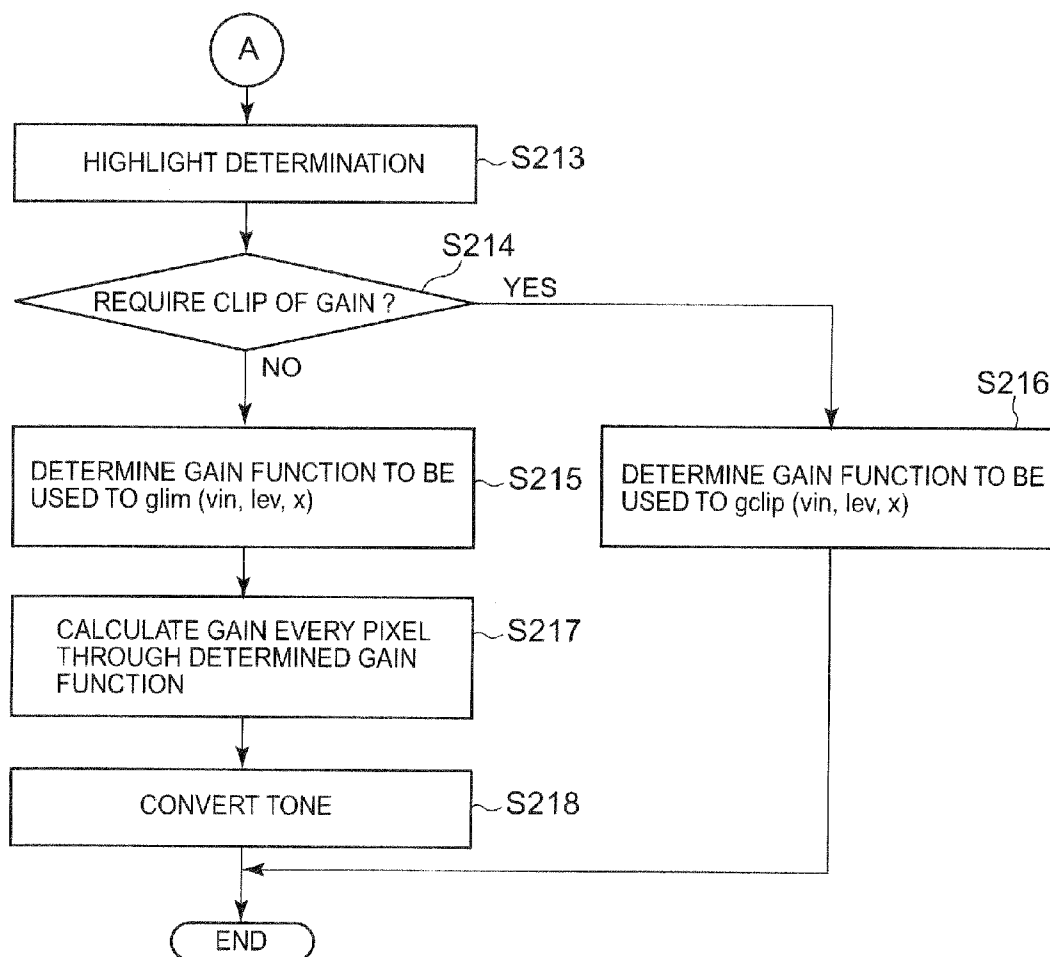 A
HIGHLIGHT DETERMINATION
S213
S214
REQUIRE CLIP OF GAIN ?
YES
NO
S216
DETERMINE GAIN FUNCTION TO BE
USED TO glim (vin, lev, x)
S215
DETERMINE GAIN FUNCTION TO BE
USED TO gclip (vin, lev, x)
CALCULATE GAIN EVERY PIXEL
THROUGH DETERMINED GAIN
FUNCTION
S217
CONVERT TONE
S218
END